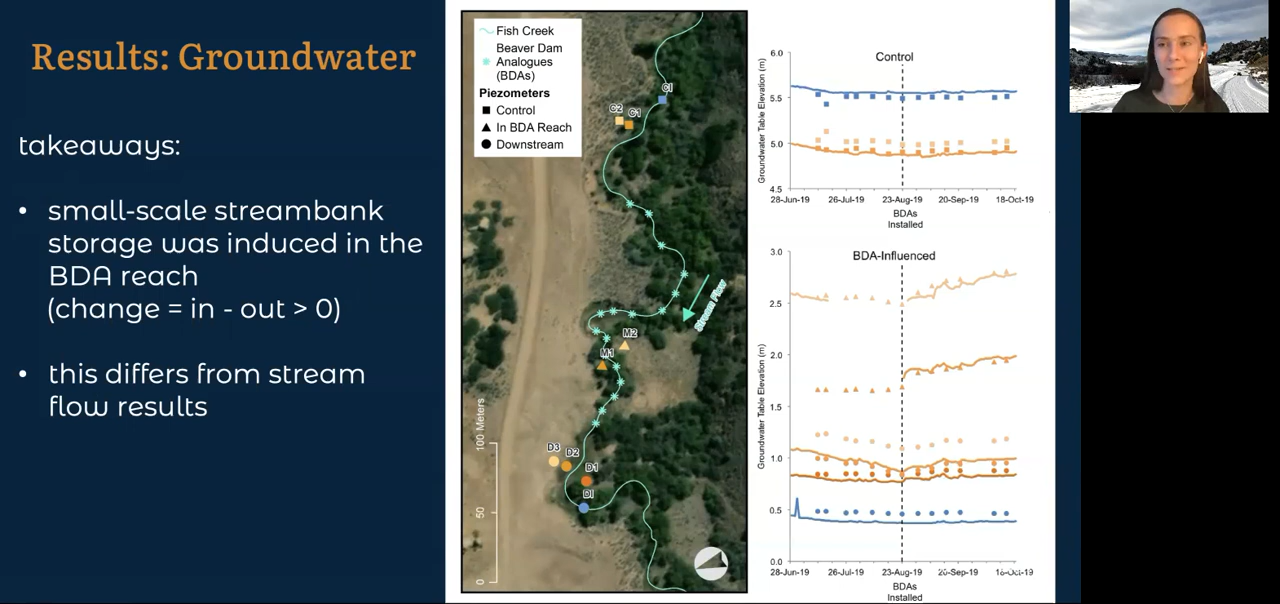 Results: Groundwater
takeaways:
• small-scale streambank
storage was induced in the
BDA reach
(change = in - out > 0)
• this differs from stream
flow results
Fish Creek
Beaver Dam
Analogues
(BDAs)
Piezometers
Control
In BDA Reach
Downstream
CI
C2
C1
Stream Flow
M2
M1
D3
D2
D1
DI
100 Meters
50
0
Control
Groundwater Table Elevation (m)
6.0
5.5
5.0
4.5
28-Jun-19
26-Jul-19
23-Aug-19
20-Sep-19
18-Oct-19
BDAs
Installed
BDA-Influenced
Groundwater Table Elevation (m)
3.0
2.5
2.0
1.5
1.0
0.5
0.0
28-Jun-19
26-Jul-19
23-Aug-19
20-Sep-19
18-Oct-19
BDAs
Installed